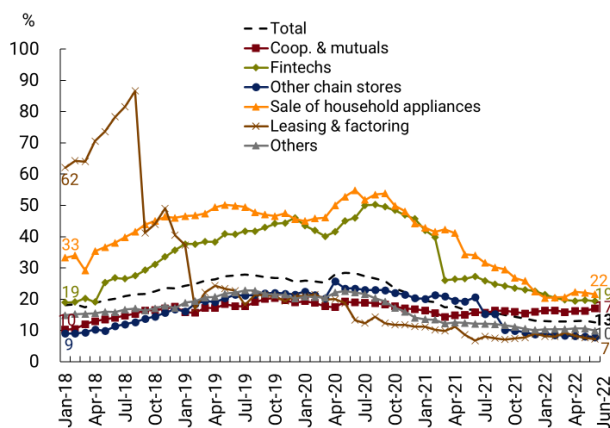 %
100
90
80
70
60
50
40
30
20
10
0
Total
Coop. & mutuals
Fintechs
Other chain stores
Sale of household appliances
Leasing & factoring
Others
62
33
19
10
9
22
19
13
10
7
Jan-18
Apr-18
Jul-18
Oct-18
Jan-19
Apr-19
Jul-19
Oct-19
Jan-20
Apr-20
Jul-20
Oct-20
Jan-21
Apr-21
Jul-21
Oct-21
Jan-22
Apr-22
Jun-22